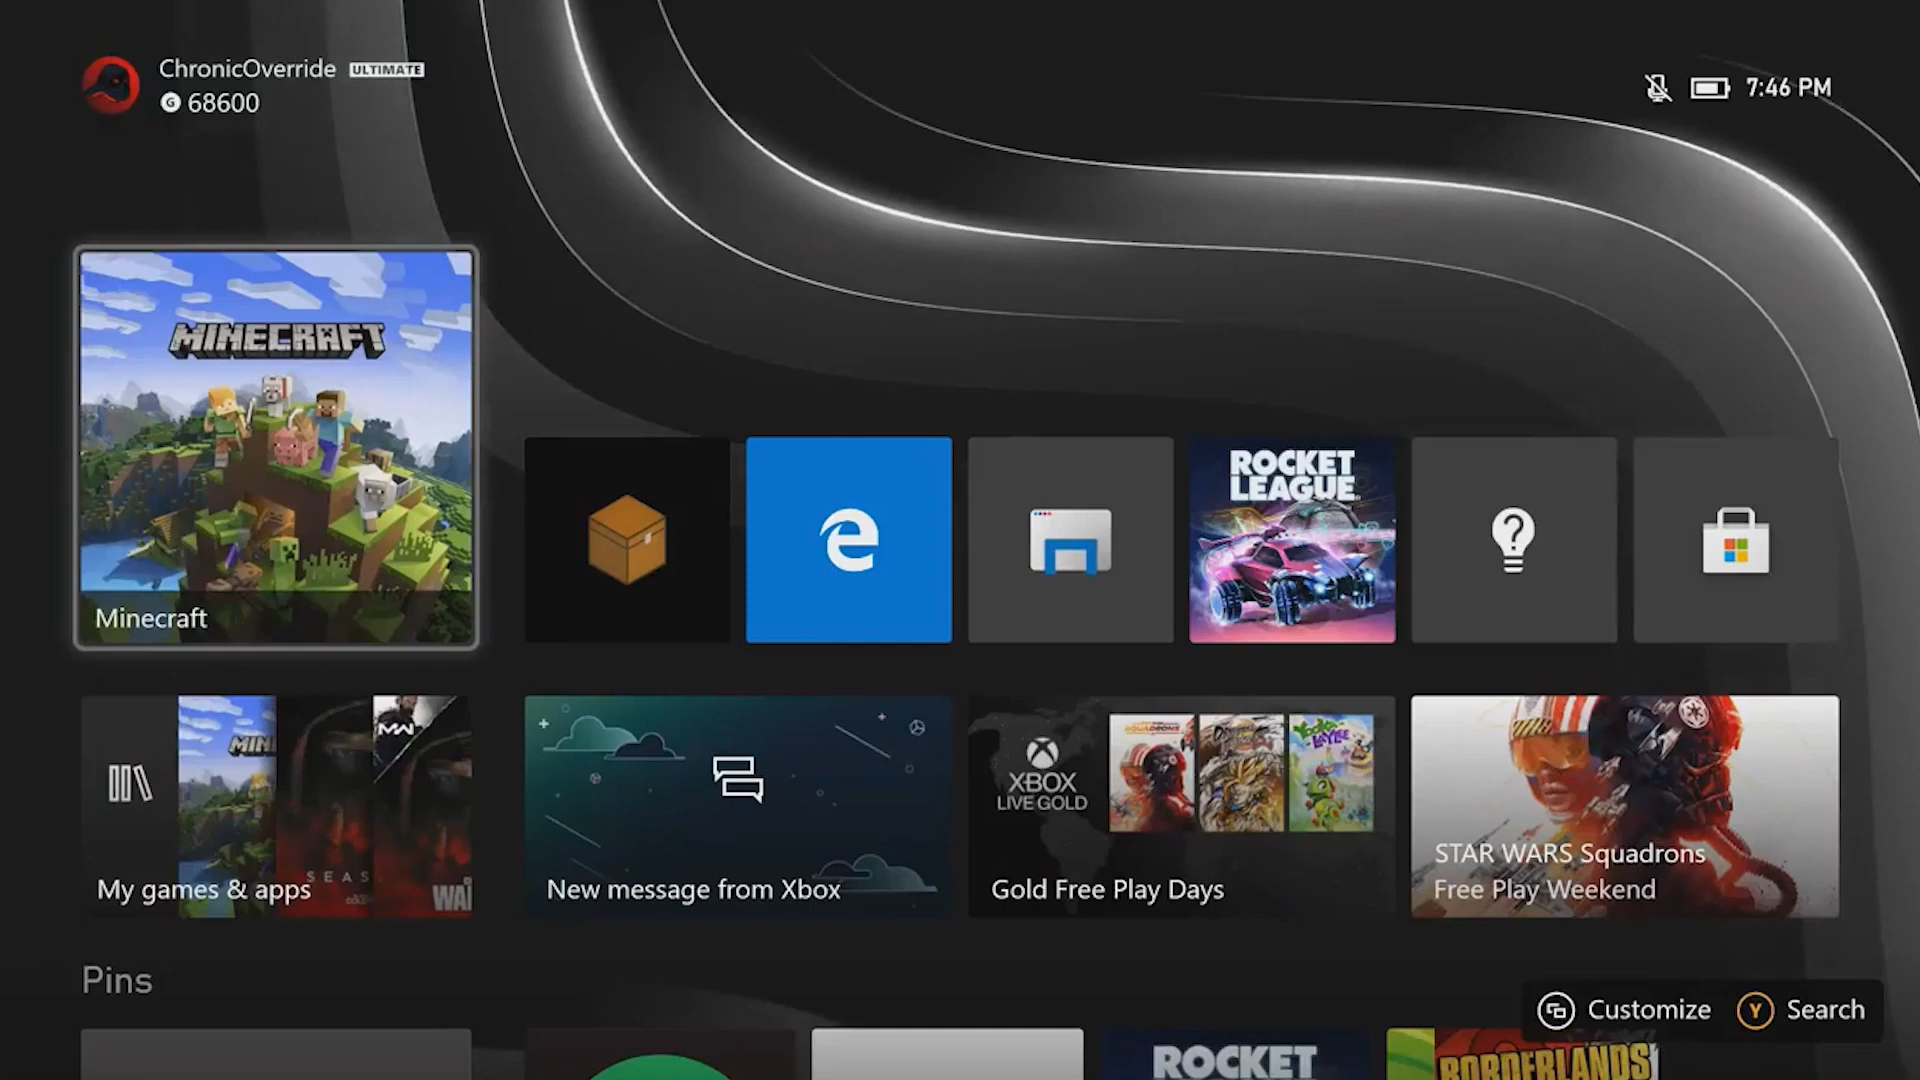 ChronicOverride ULTIMATE
G 68600
7:46 PM
MINECRAFT
Minecraft
ROCKET
LEAGUE
My games & apps
New message from Xbox
XBOX
LIVE GOLD
SQUADRONS
Gold Free Play Days
STAR WARS Squadrons
Free Play Weekend
Pins
Customize
Y Search
ROCKET
BORDERLANDS